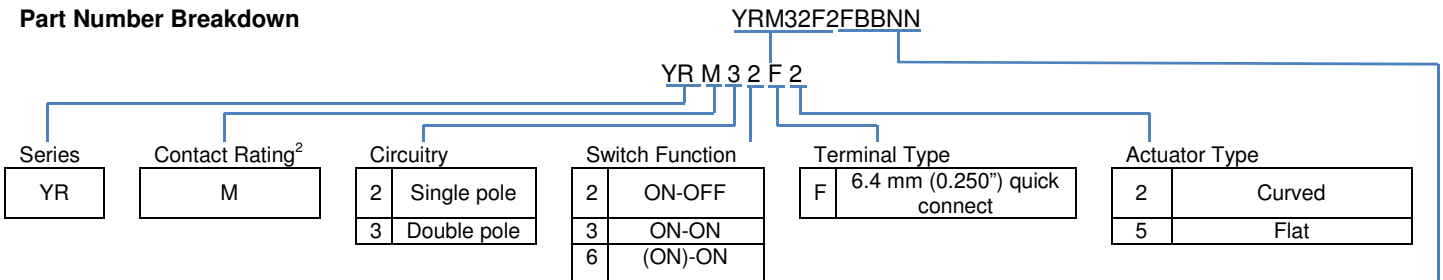 Part Number Breakdown
YRM32F2FBBNN
YR M 3 2 F 2
Series
YR
Contact Rating²
M
Circuitry
2 Single pole
3 Double pole
Switch Function
2 ON-OFF
3 ON-ON
6 (ON)-ON
Terminal Type
F 6.4 mm (0.250”) quick
connect
Actuator Type
2 Curved
5 Flat